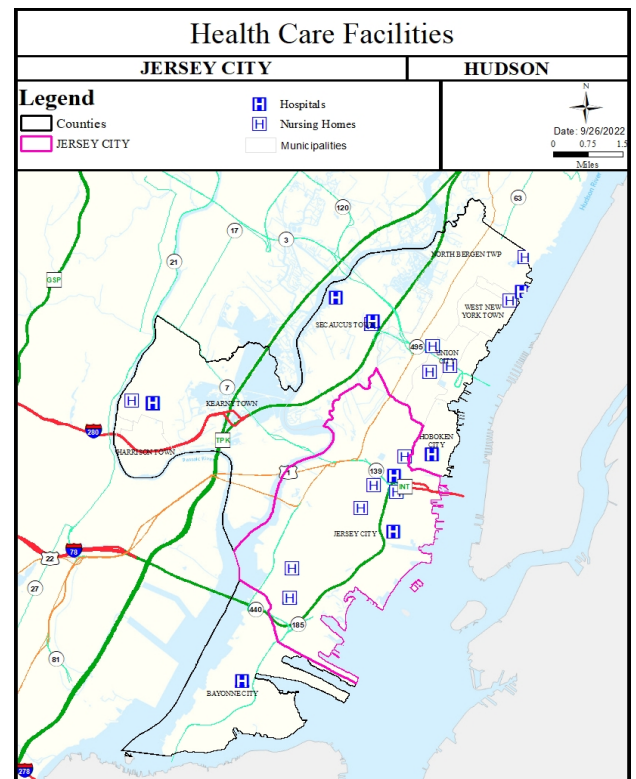 Health Care Facilities
JERSEY CITY
HUDSON
Legend
Counties
JERSEY CITY
H Hospitals
H Nursing Homes
Municipalities
N
Date: 9/26/2022
0 0.75 1.5
Miles
63
Hudson River
120
17
3
21
NORTH BERGEN TWP
GSP
WEST NEW
YORK TOWN
SECAUCUS TOWN
495
UNION
CITY
7
KEARNY TOWN
280
TPK
HARRISON TOWN
HOBOKEN
CITY
1
139
INT
JERSEY CITY
78
22
27
440
185
81
BAYONNE CITY
278